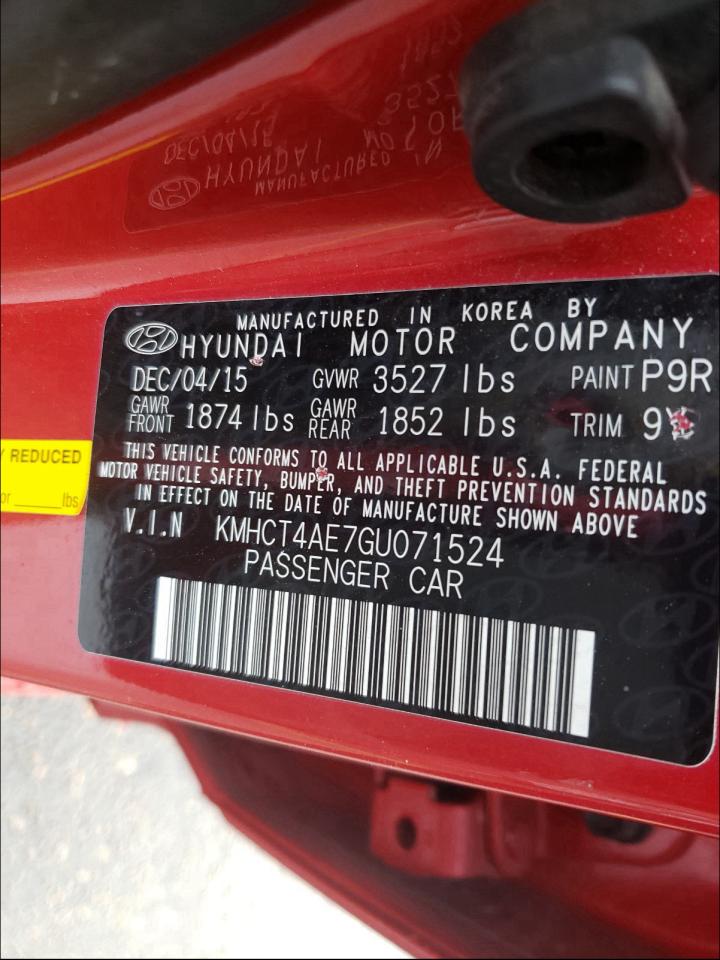 MANUFACTURED IN KOREA BY
HYUNDAI MOTOR COMPANY
DEC/04/15 GVWR 3527 lbs PAINT P9R
GAWR FRONT 1874 lbs GAWR REAR 1852 lbs TRIM 9
THIS VEHICLE CONFORMS TO ALL APPLICABLE U.S.A. FEDERAL
MOTOR VEHICLE SAFETY, BUMPER, AND THEFT PREVENTION STANDARDS
IN EFFECT ON THE DATE OF MANUFACTURE SHOWN ABOVE
V.I.N KMHCT4AE7GU071524
PASSENGER CAR
REDUCED
lbs